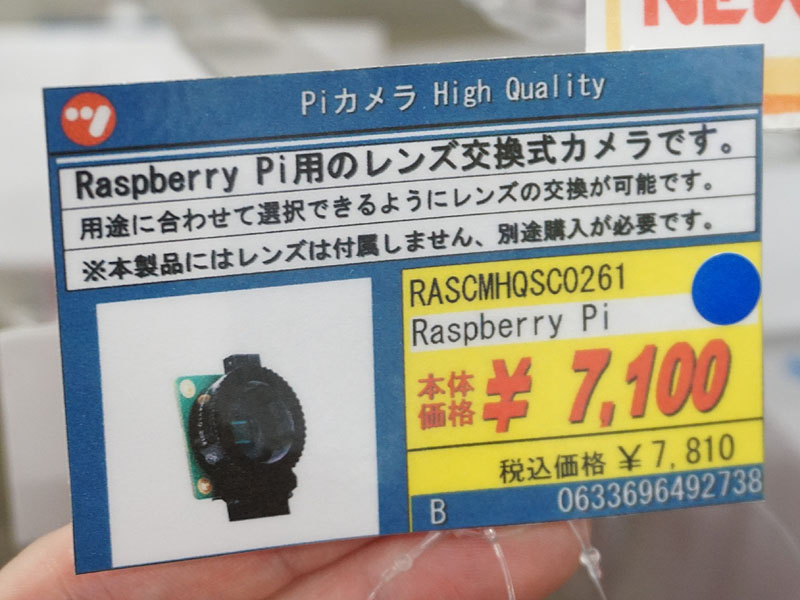 NEW
Piカメラ High Quality
Raspberry Pi用のレンズ交換式カメラです。
用途に合わせて選択できるようにレンズの交換が可能です。
※本製品にはレンズは付属しません、別途購入が必要です。
RASCMHQSC0261
Raspberry Pi
本体価格 ¥ 7,100
税込価格 ¥ 7,810
B 0633696492738